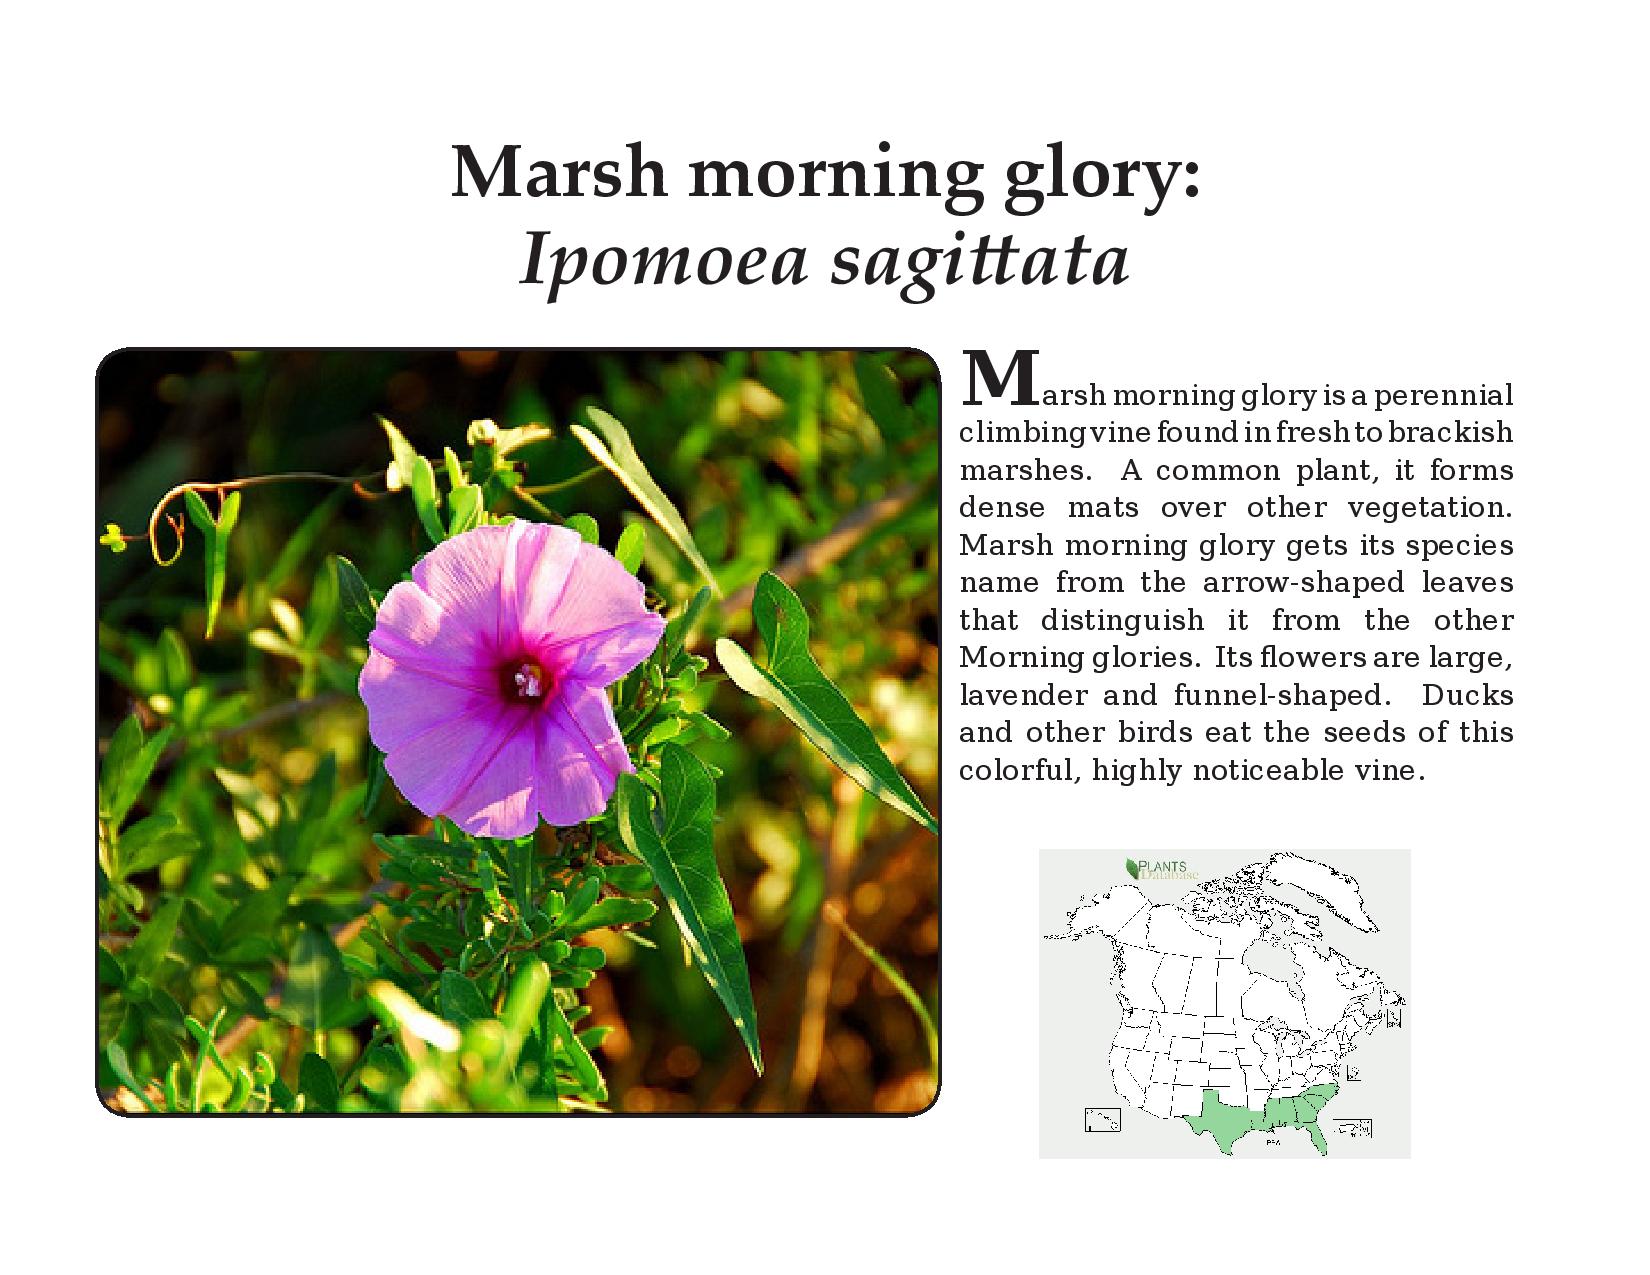 Marsh morning glory:
Ipomoea sagittata
Marsh morning glory is a perennial
climbing vine found in fresh to brackish
marshes. A common plant, it forms
dense mats over other vegetation.
Marsh morning glory gets its species
name from the arrow-shaped leaves
that distinguish it from the other
Morning glories. Its flowers are large,
lavender and funnel-shaped. Ducks
and other birds eat the seeds of this
colorful, highly noticeable vine.
PLANTS
Database